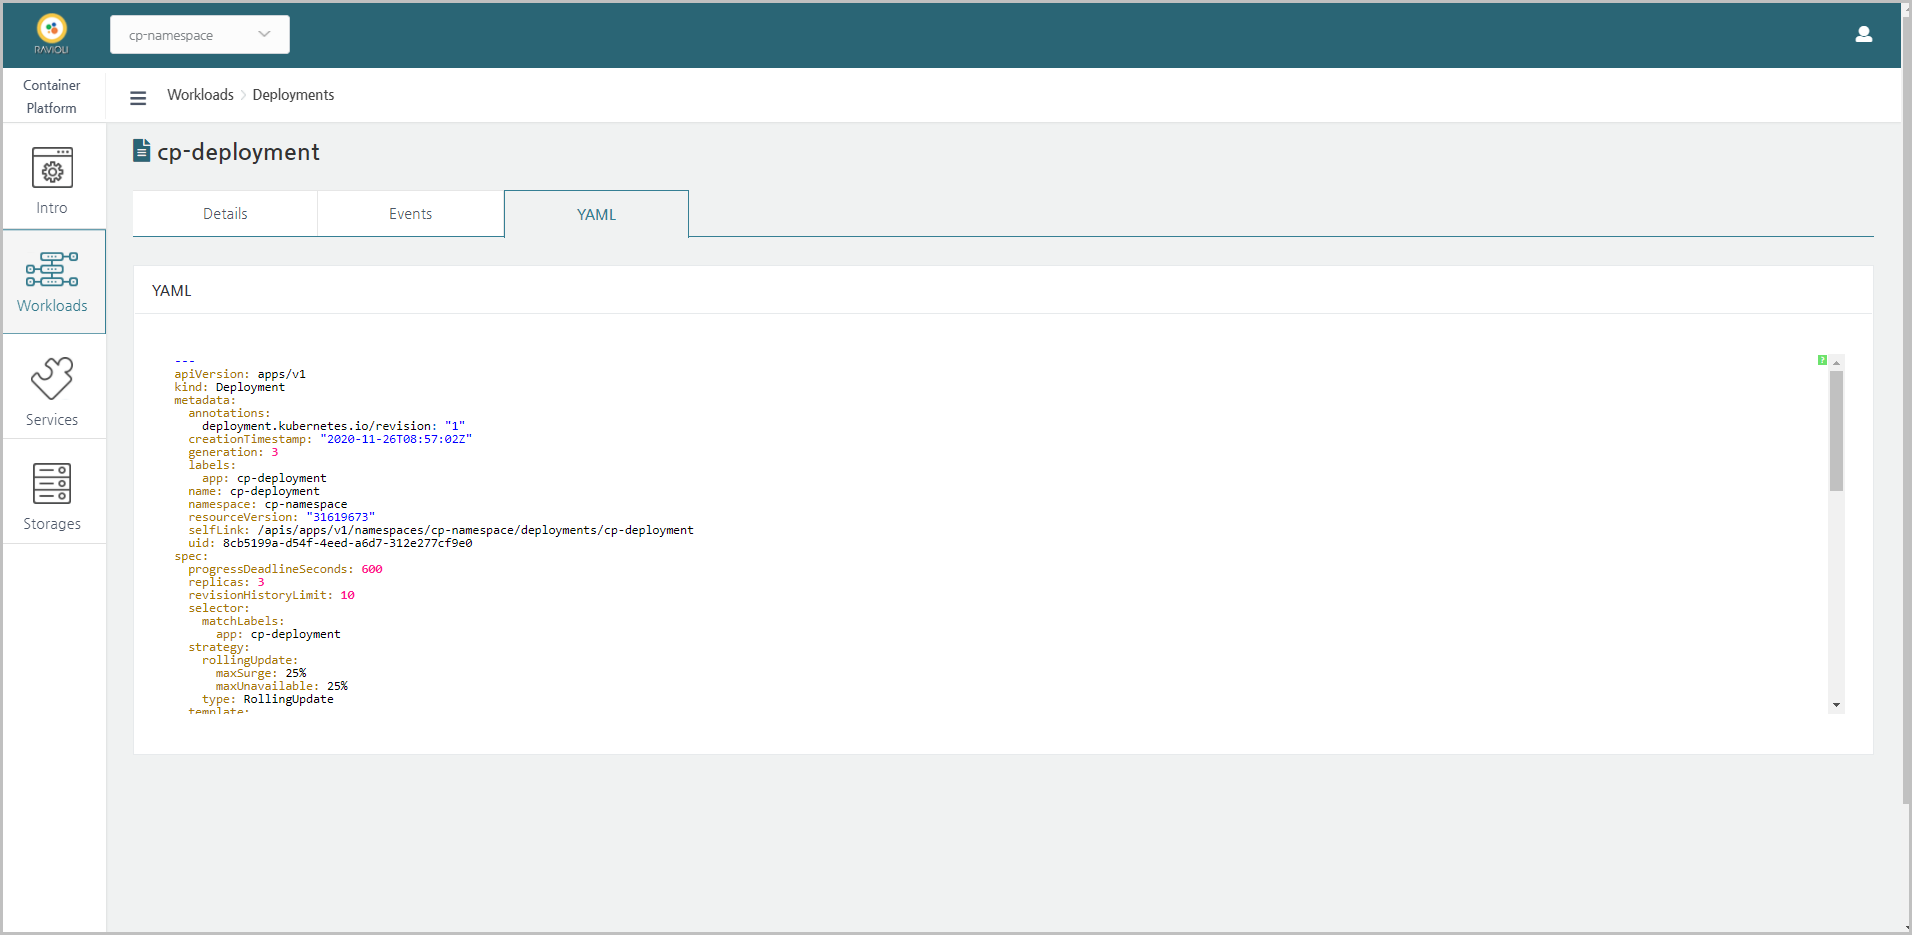 RAVIOLI
cp-namespace
Container
Platform
Workloads
Deployments
Intro
Workloads
Services
Storages
cp-deployment
Details
Events
YAML
YAML
---
apiVersion: apps/v1
kind: Deployment
metadata:
  annotations:
    deployment.kubernetes.io/revision: "1"
  creationTimestamp: "2020-11-26T08:57:02Z"
  generation: 3
  labels:
    app: cp-deployment
  name: cp-deployment
  namespace: cp-namespace
  resourceVersion: "31619673"
  selfLink: /apis/apps/v1/namespaces/cp-namespace/deployments/cp-deployment
  uid: 8cb5199a-d54f-4eed-a6d7-312e277cf9e0
spec:
  progressDeadlineSeconds: 600
  replicas: 3
  revisionHistoryLimit: 10
  selector:
    matchLabels:
      app: cp-deployment
  strategy:
    rollingUpdate:
      maxSurge: 25%
      maxUnavailable: 25%
    type: RollingUpdate
  template:
?